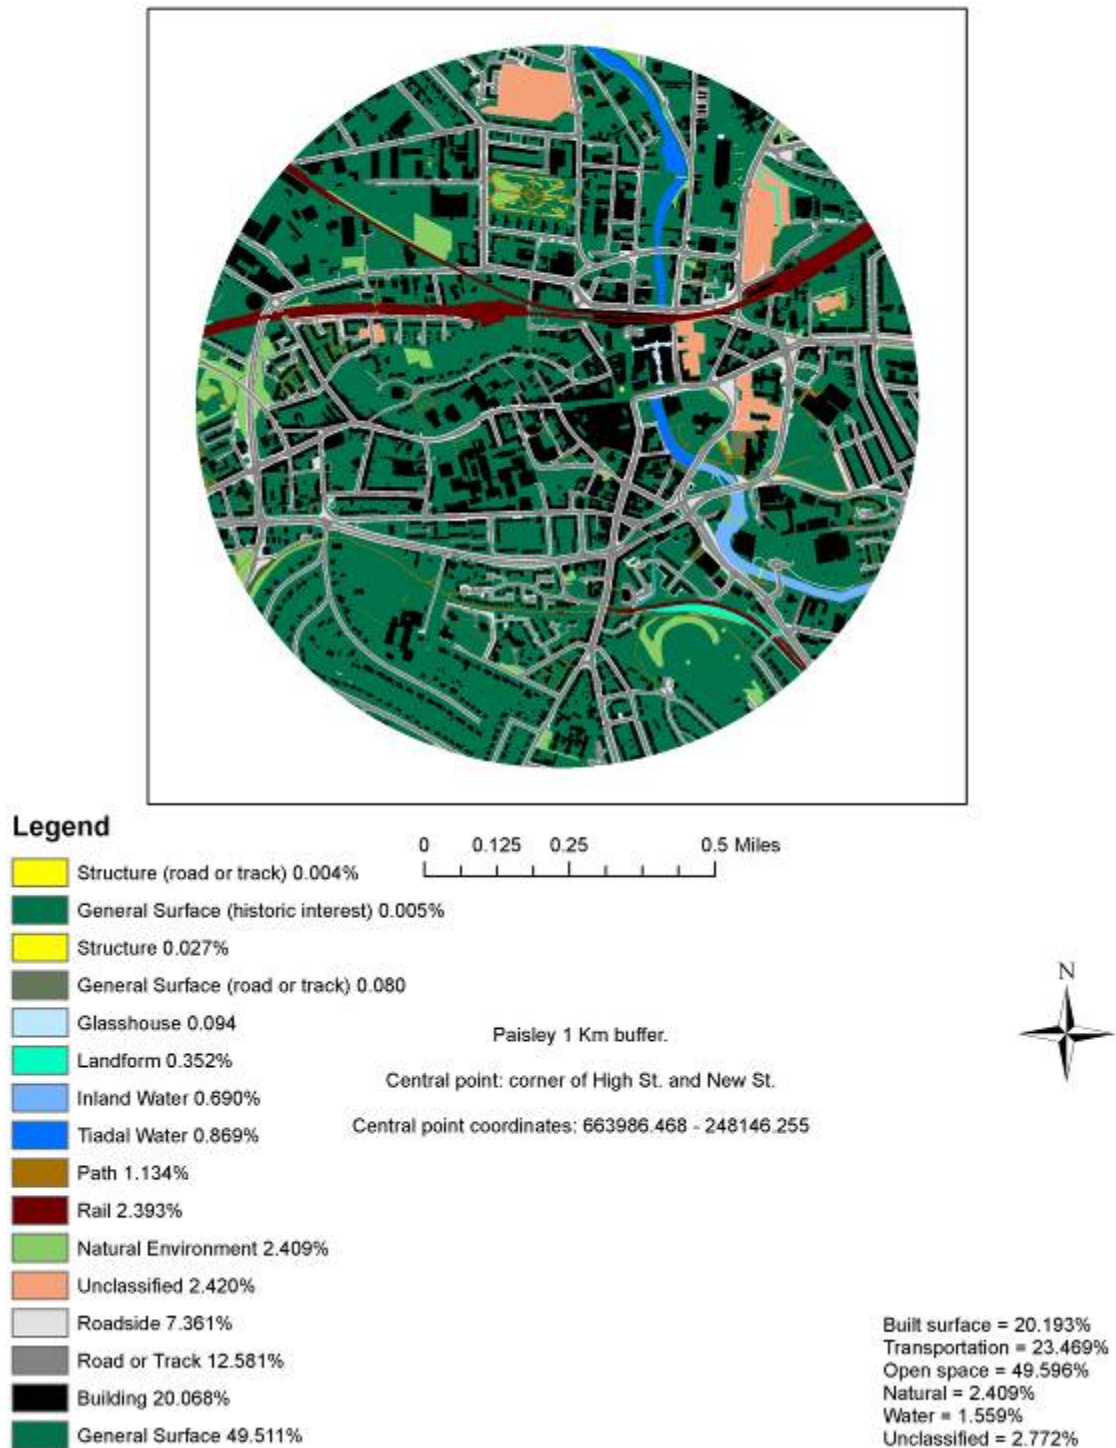 Legend
0 0.125 0.25 0.5 Miles
Structure (road or track) 0.004%
General Surface (historic interest) 0.005%
Structure 0.027%
General Surface (road or track) 0.080
Glasshouse 0.094
Landform 0.352%
Inland Water 0.690%
Tiadal Water 0.869%
Path 1.134%
Rail 2.393%
Natural Environment 2.409%
Unclassified 2.420%
Roadside 7.361%
Road or Track 12.581%
Building 20.068%
General Surface 49.511%
N
Paisley 1 Km buffer.
Central point: corner of High St. and New St.
Central point coordinates: 663986.468 - 248146.255
Built surface = 20.193%
Transportation = 23.469%
Open space = 49.596%
Natural = 2.409%
Water = 1.559%
Unclassified = 2.772%